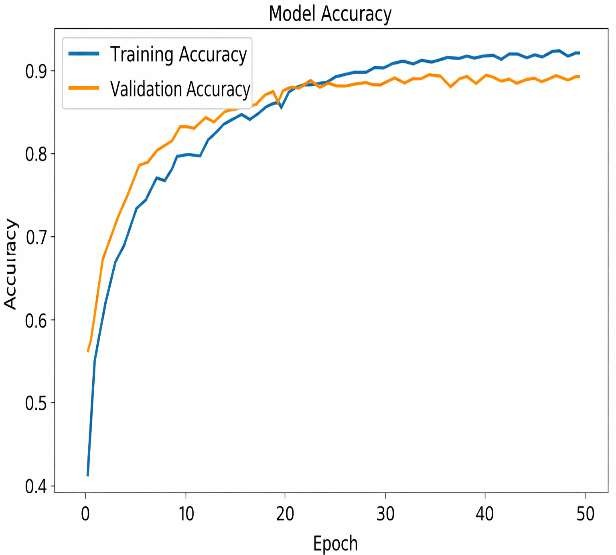 Model Accuracy
Training Accuracy
Validation Accuracy
0.9
0.8
0.7
0.6
0.5
0.4
Accuracy
0 10 20 30 40 50
Epoch